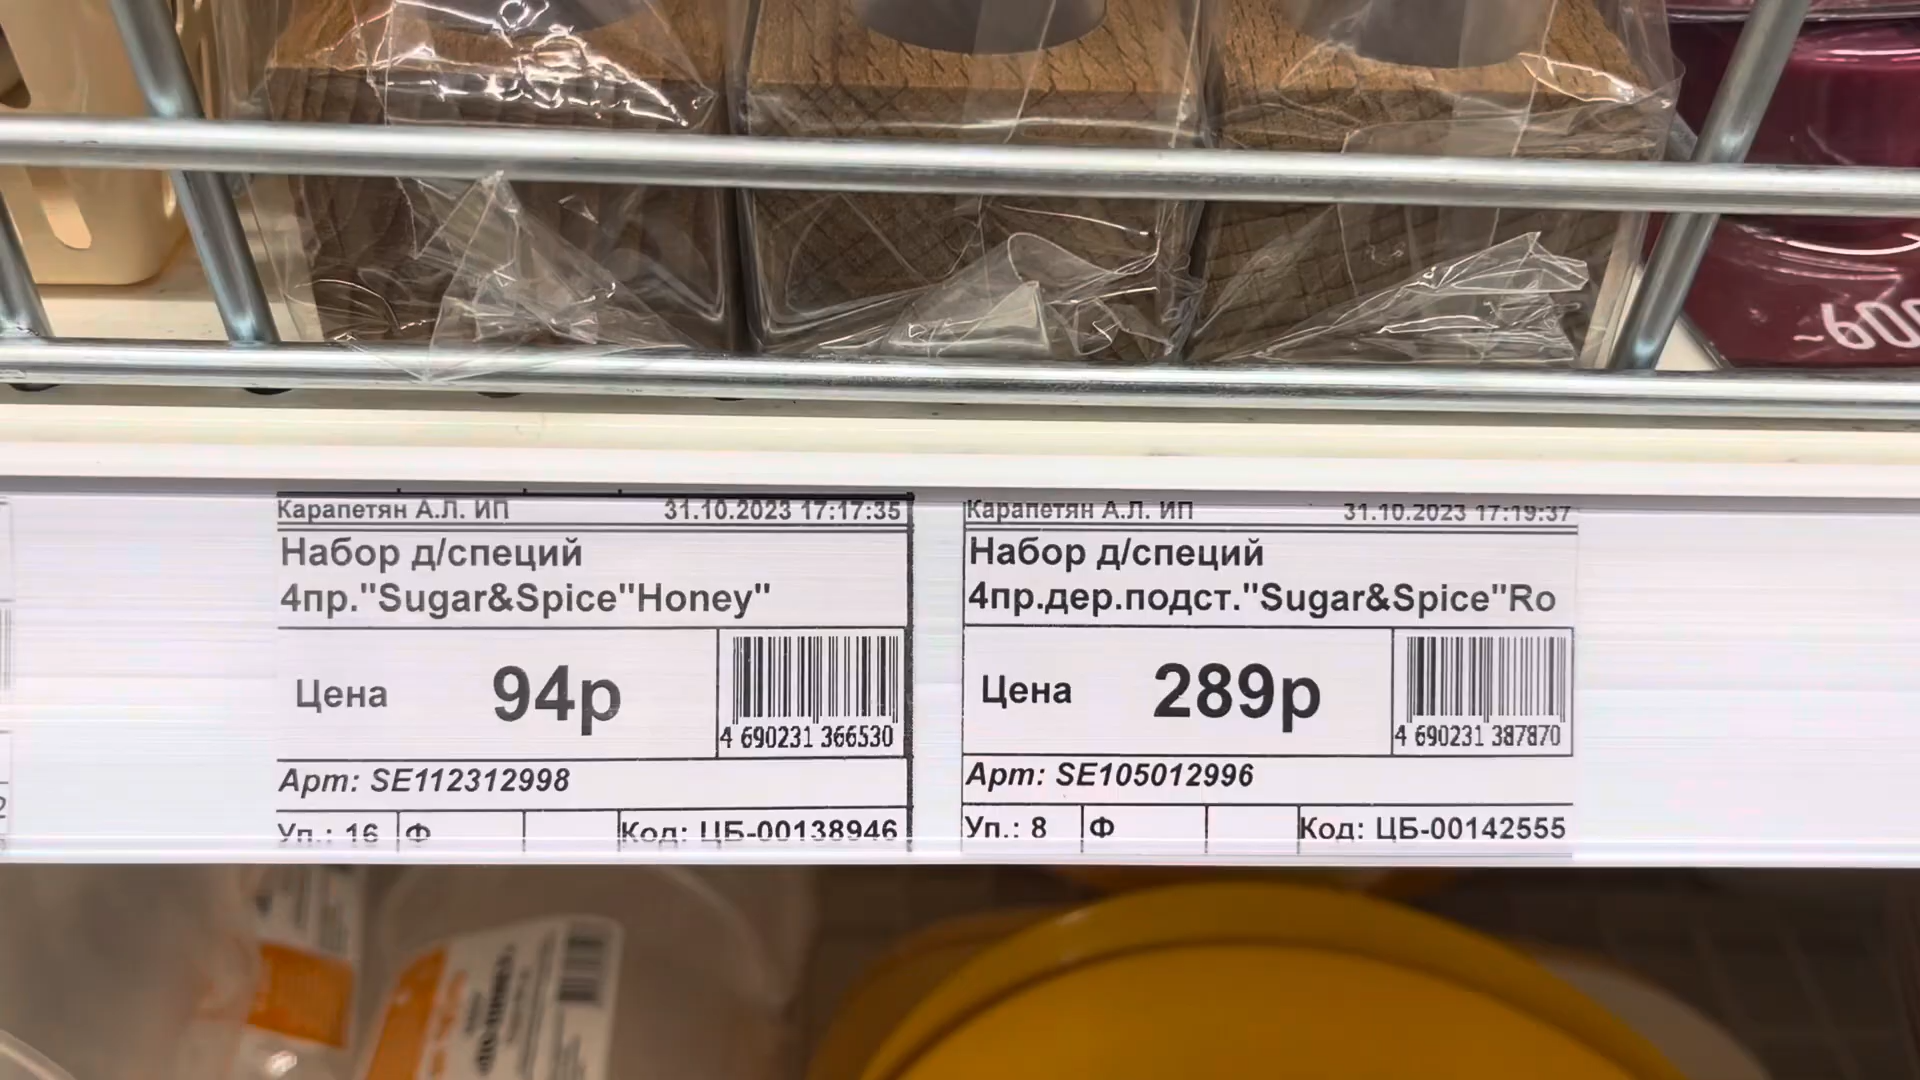 Карапетян А.Л. ИП 31.10.2023 17:17:35
Набор д/специй
4пр."Sugar&Spice"Honey"
Цена 94р
4 690231 366530
Арт: SE112312998
Уп.: 16 Ф Код: ЦБ-00138946
Карапетян А.Л. ИП 31.10.2023 17:19:37
Набор д/специй
4пр.дер.подст."Sugar&Spice"Ro
Цена 289р
4 690231 387870
Арт: SE105012996
Уп.: 8 Ф Код: ЦБ-00142555